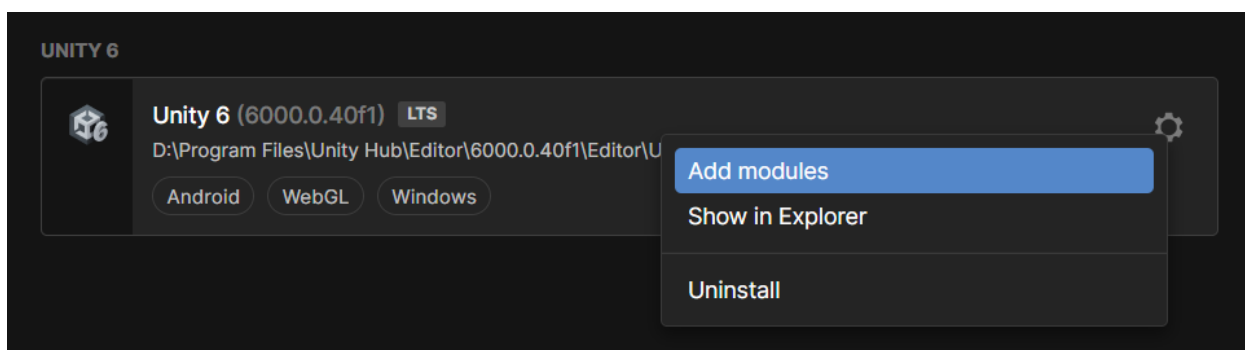 UNITY 6
Unity 6 (6000.0.40f1) LTS
D:\Program Files\Unity Hub\Editor\6000.0.40f1\Editor\U
Android WebGL Windows
Add modules
Show in Explorer
Uninstall